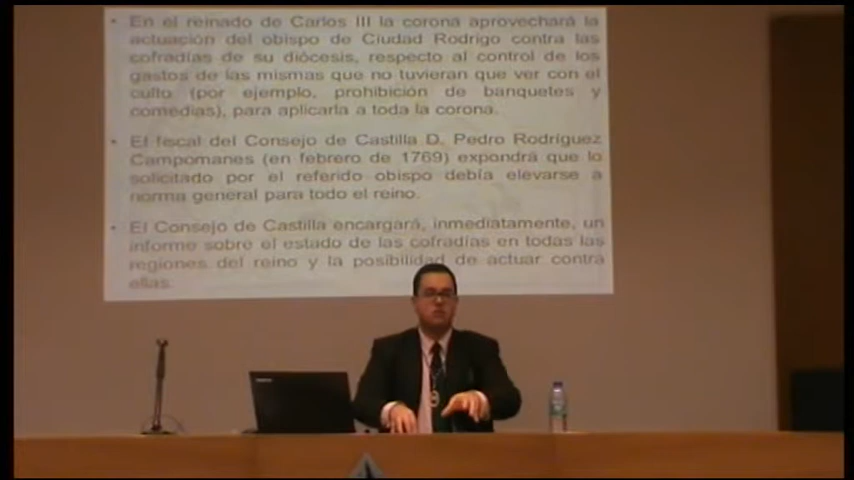 • En el reinado de Carlos III la corona aprovechará la
actuación del obispo de Ciudad Rodrigo contra las
cofradías de su diócesis, respecto al control de los
gastos de las mismas que no tuvieran que ver con el
culto (por ejemplo, prohibición de banquetes y
comedias), para aplicarla a toda la corona.
• El fiscal del Consejo de Castilla D. Pedro Rodríguez
Campomanes (en febrero de 1769) expondrá que lo
solicitado por el referido obispo debía elevarse a
norma general para todo el reino.
• El Consejo de Castilla encargará, inmediatamente, un
informe sobre el estado de las cofradías en todas las
regiones del reino y la posibilidad de actuar contra
ellas.